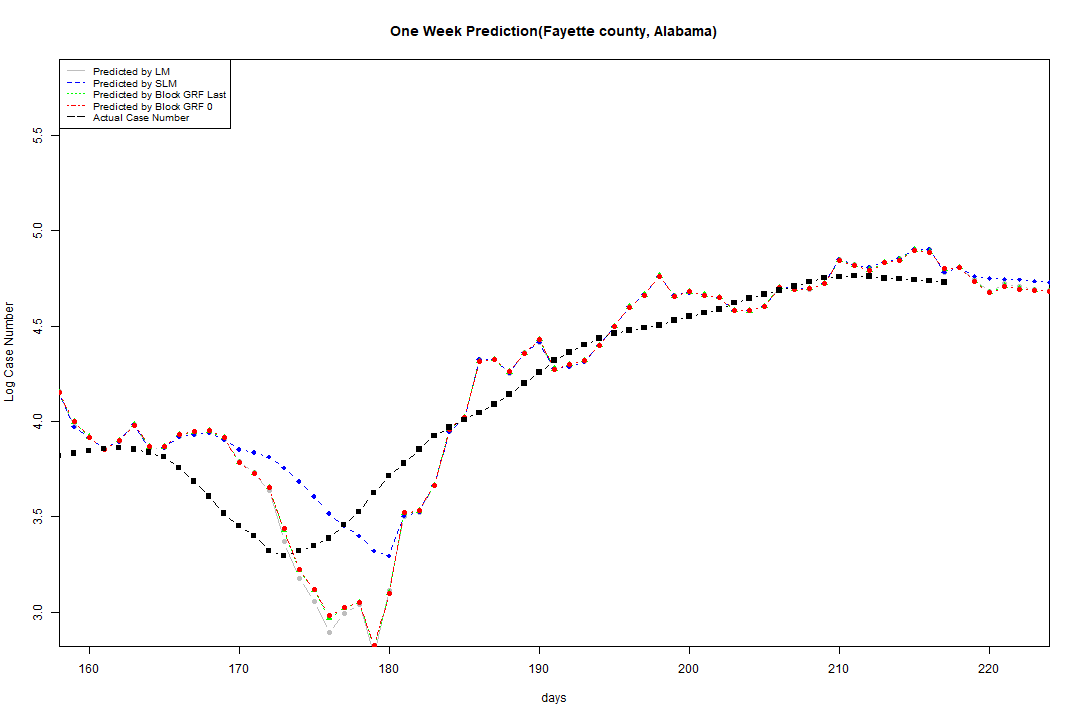 One Week Prediction(Fayette county, Alabama)
Predicted by LM
Predicted by SLM
Predicted by Block GRF Last
Predicted by Block GRF 0
Actual Case Number
Log Case Number
5.5
5.0
4.5
4.0
3.5
3.0
160 170 180 190 200 210 220
days